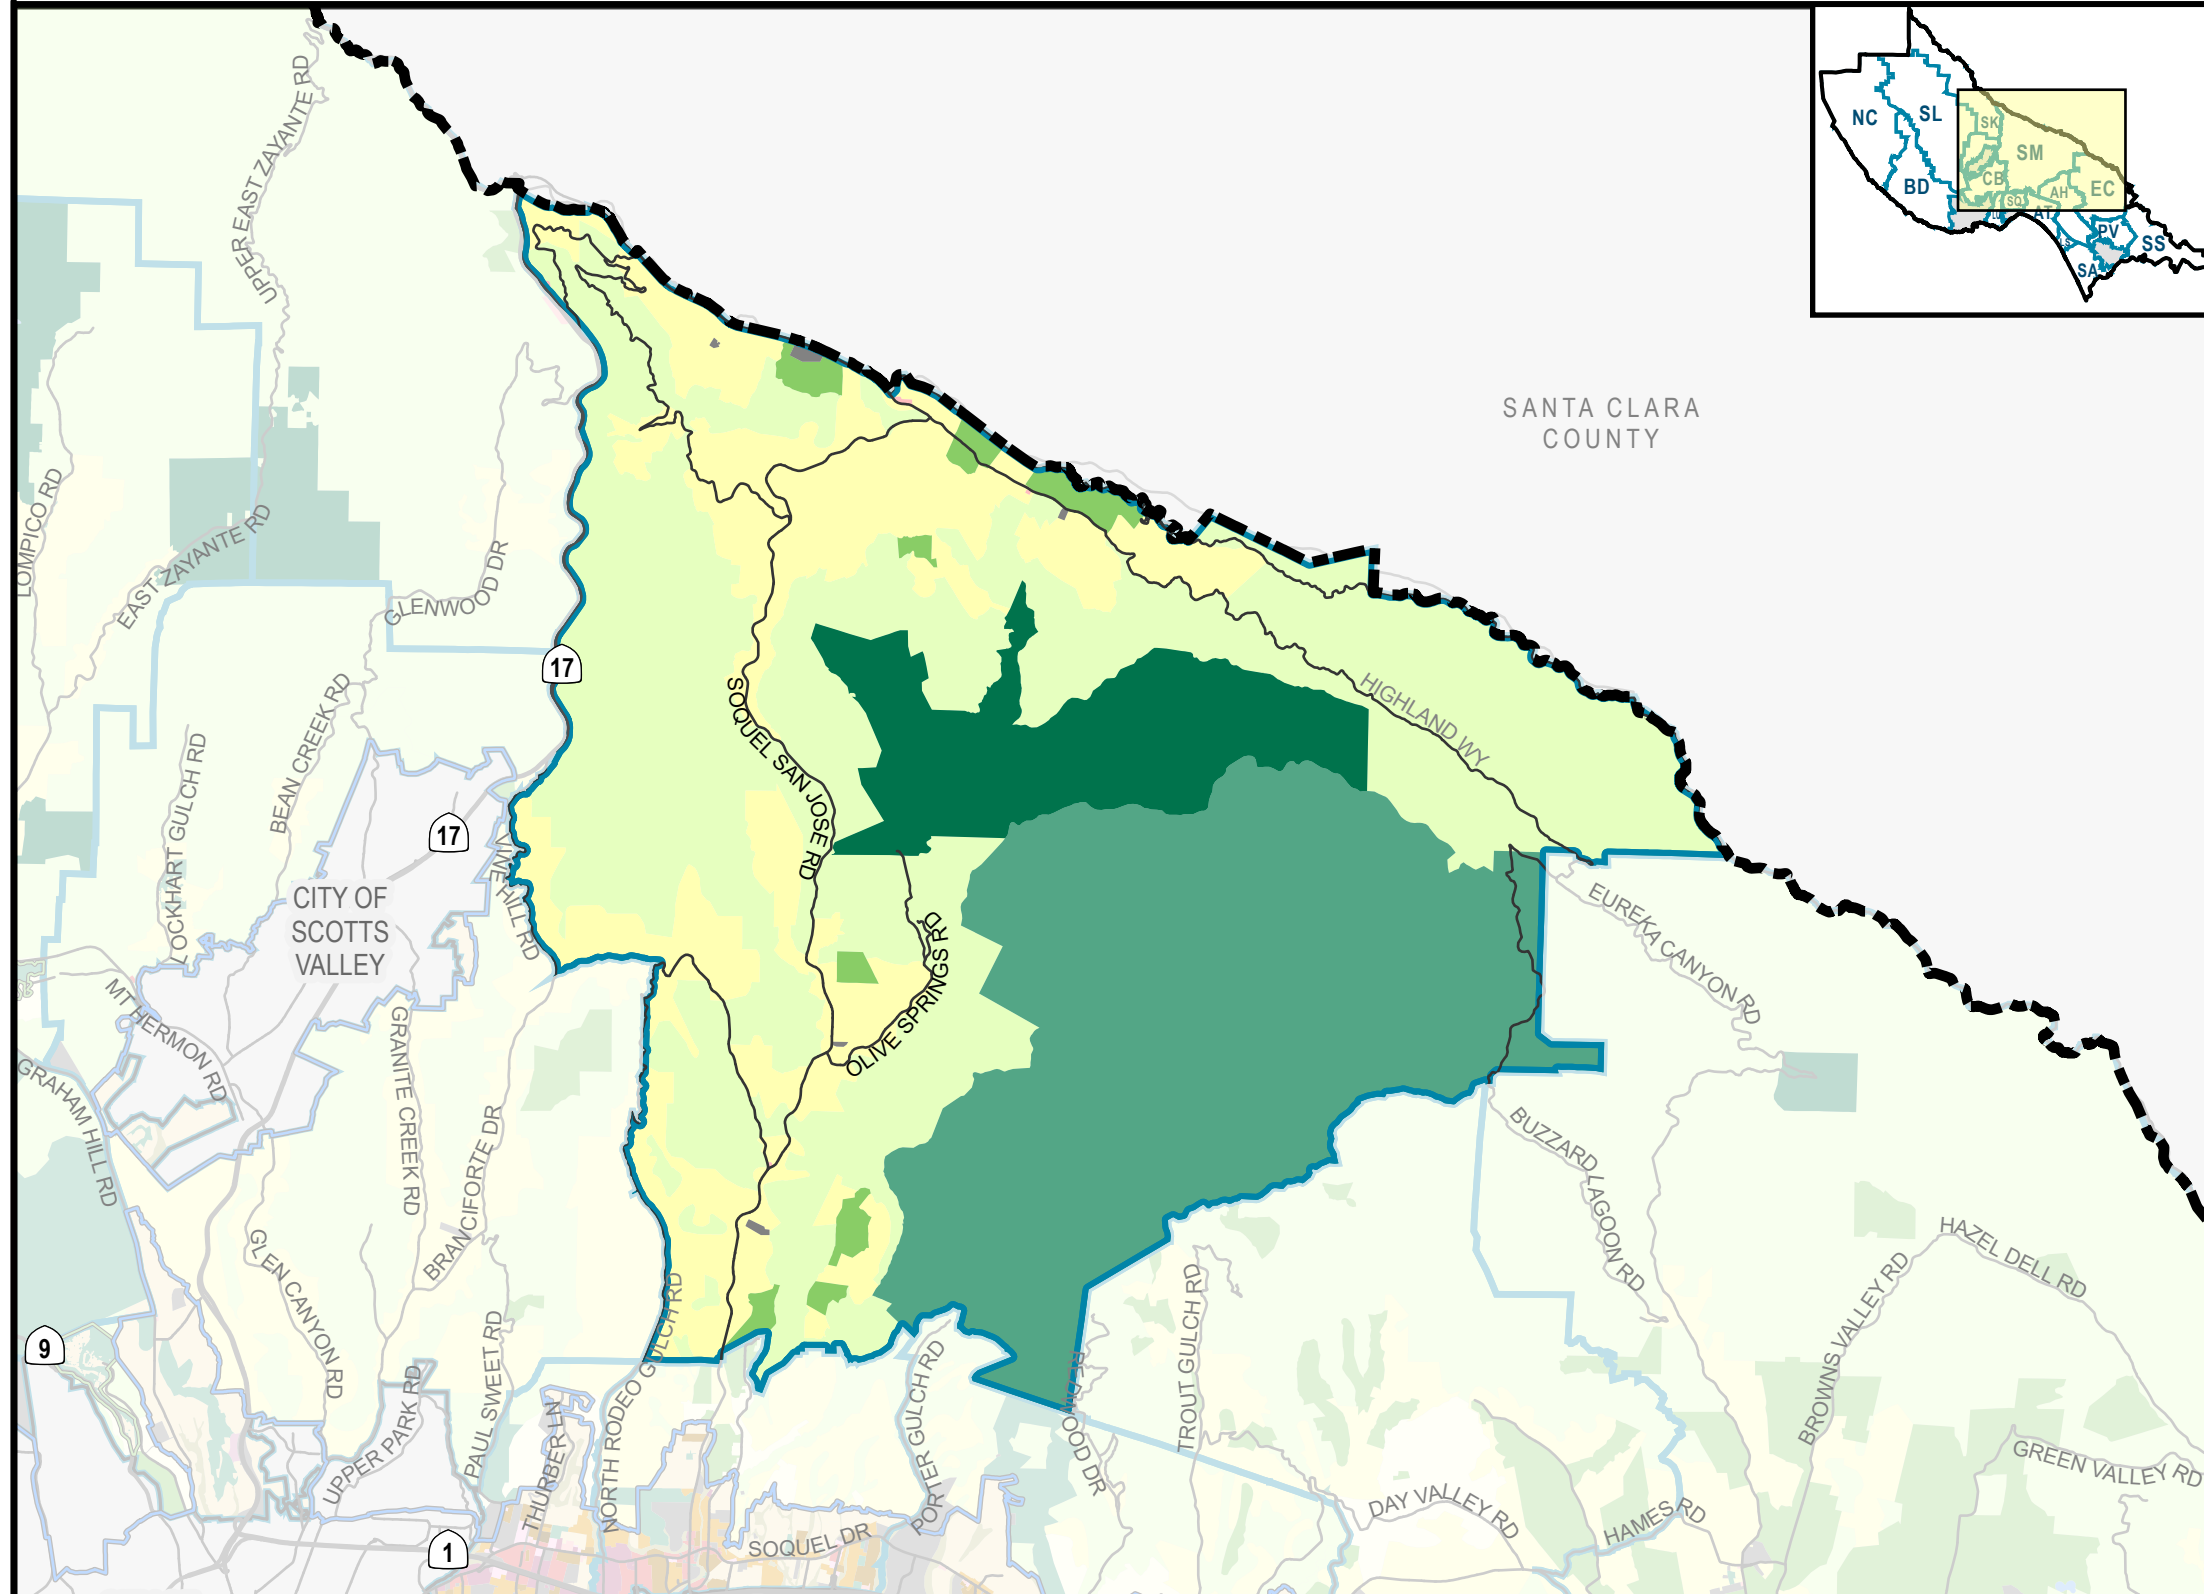 UPPER EAST ZAYANTE RD
NC
SL
SK
SM
CB
BD
AH
EC
SO
AT
PV
SS
SA
SANTA CLARA
COUNTY
LOMPICO RD
EAST ZAYANTE RD
GLENWOOD DR
17
HIGHLAND WY
SOQUEL SAN JOSE RD
BEAN CREEK RD
LOCKHART GULCH RD
17
VINE HILL RD
CITY OF
SCOTTS
VALLEY
EUREKA CANYON RD
OLIVE SPRINGS RD
MT HERMON RD
GRANITE CREEK RD
GRAHAM HILL RD
BRANCIFORTE DR
BUZZARD LAGOON RD
GLEN CANYON RD
HAZEL DELL RD
BROWNS VALLEY RD
TROUT GULCH RD
NORTH RODEO GULCH RD
PAUL SWEET RD
9
UPPER PARK RD
THURBER LN
PORTER GULCH RD
REDWOOD DR
GREEN VALLEY RD
DAY VALLEY RD
HAMES RD
1
SOQUEL DR